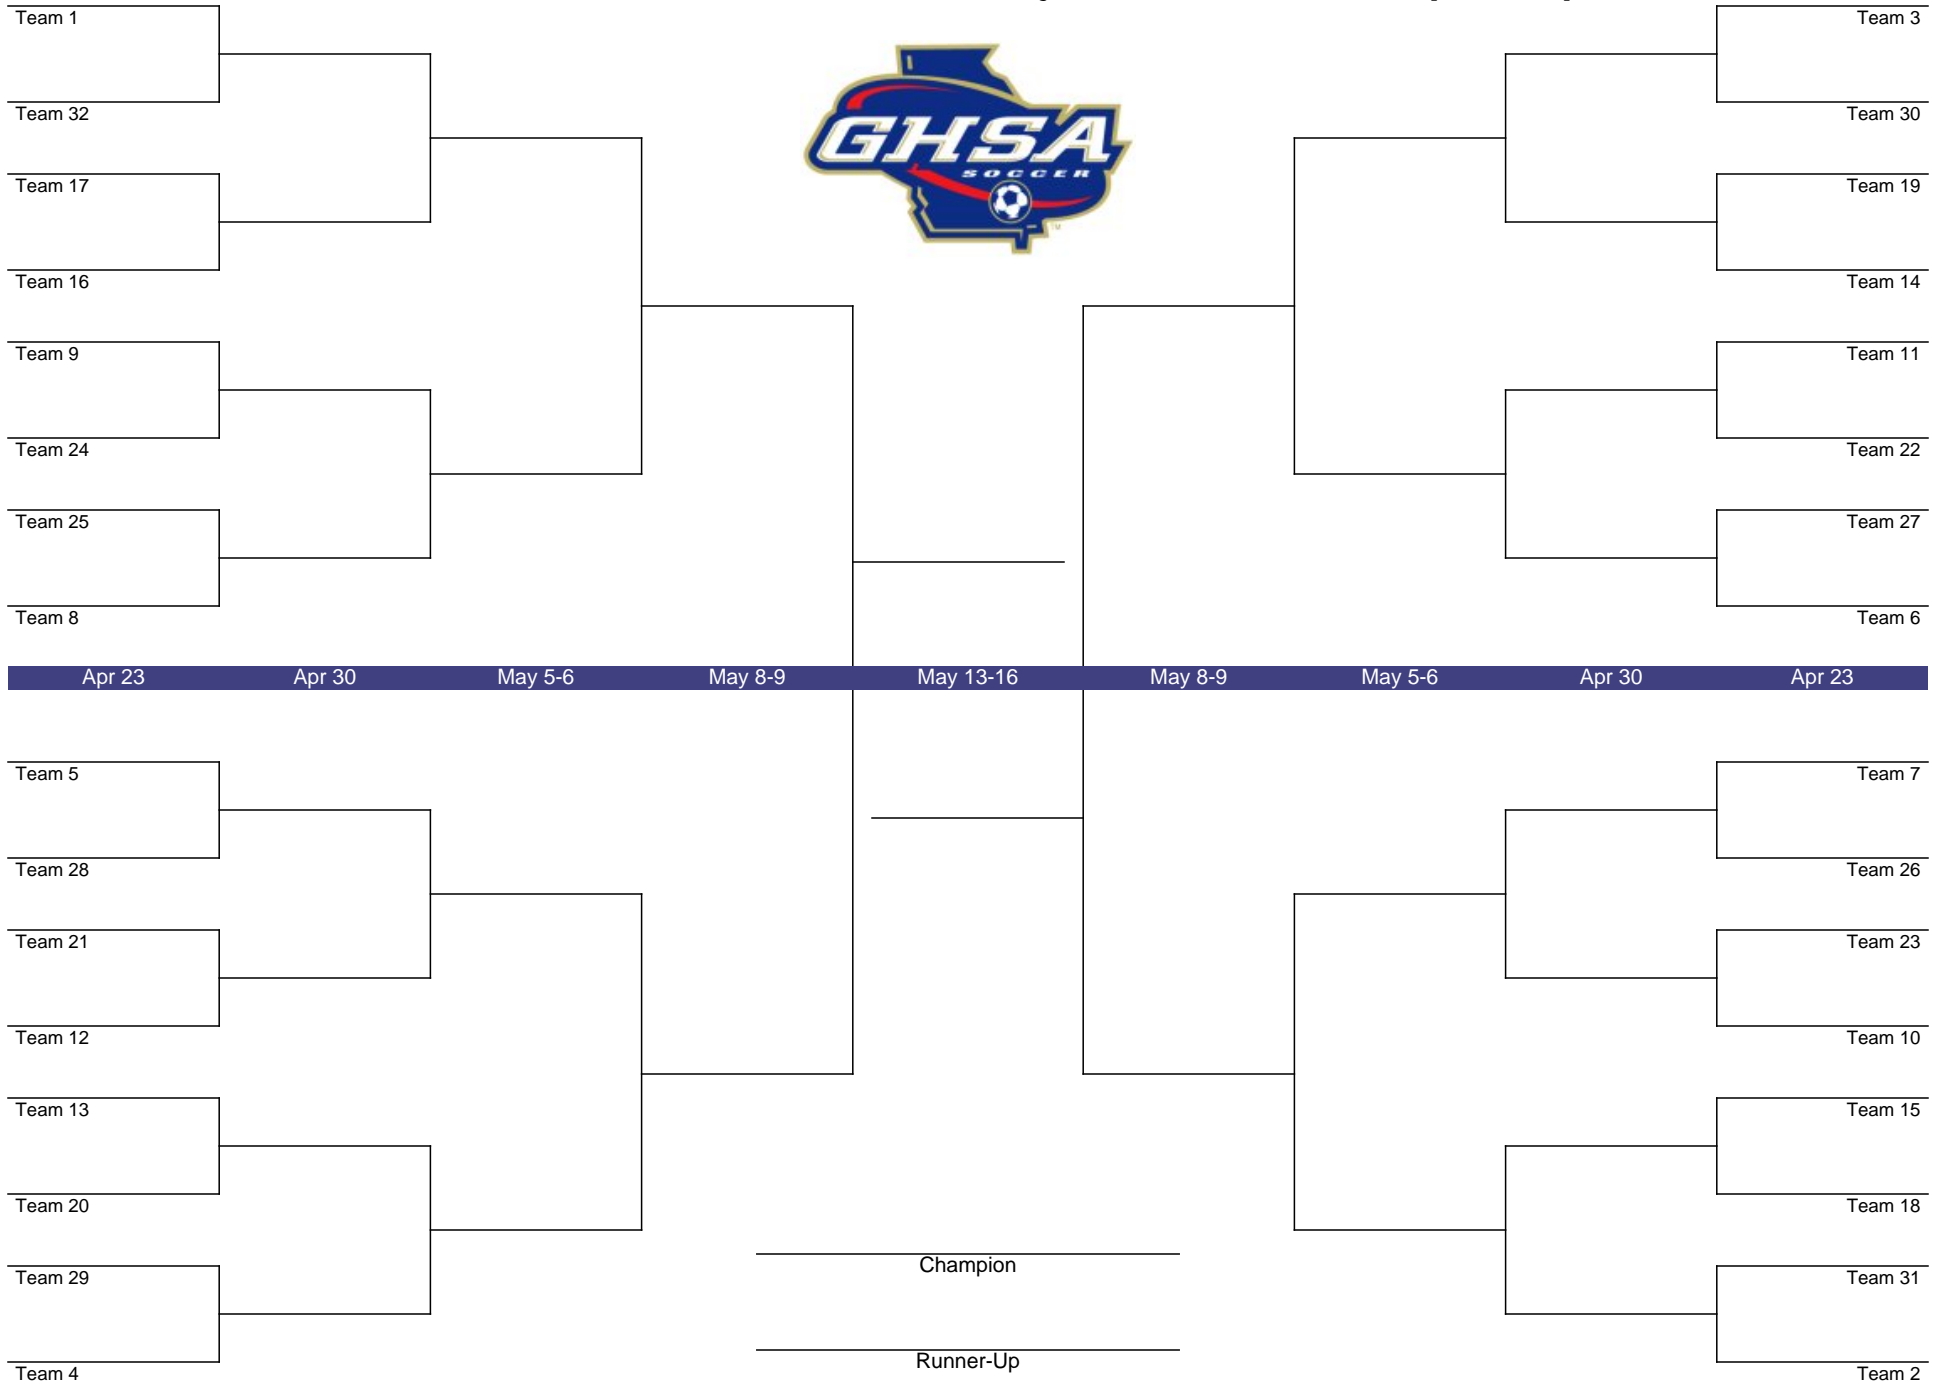 Team 1
Team 3
Team 32
Team 30
GHSA
SOCCER
TM
Team 17
Team 19
Team 16
Team 14
Team 9
Team 11
Team 24
Team 22
Team 25
Team 27
Team 8
Team 6
Apr 23 Apr 30 May 5-6 May 8-9 May 13-16 May 8-9 May 5-6 Apr 30 Apr 23
Team 5
Team 7
Team 28
Team 26
Team 21
Team 23
Team 12
Team 10
Team 13
Team 15
Team 20
Team 18
Champion
Team 29
Team 31
Runner-Up
Team 4
Team 2